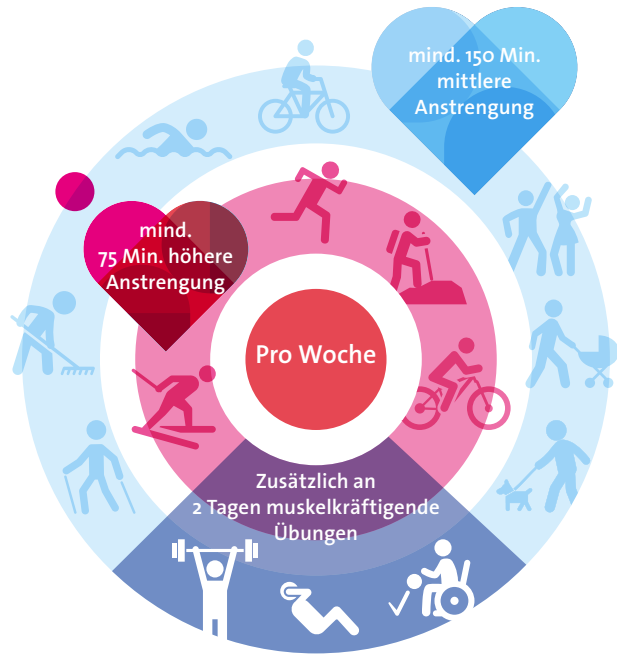 mind. 150 Min.
mittlere
Anstrengung
mind.
75 Min. höhere
Anstrengung
Pro Woche
Zusätzlich an
2 Tagen muskelkräftigende
Übungen